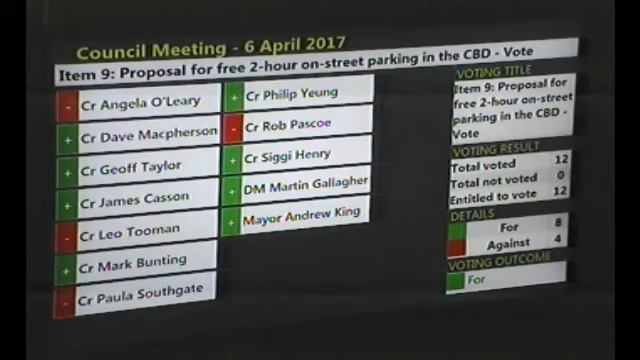 Council Meeting - 6 April 2017
Item 9: Proposal for free 2-hour on-street parking in the CBD - Vote
- Cr Angela O'Leary
+ Cr Dave Macpherson
+ Cr Geoff Taylor
+ Cr James Casson
- Cr Leo Tooman
+ Cr Mark Bunting
- Cr Paula Southgate
+ Cr Philip Yeung
- Cr Rob Pascoe
+ Cr Siggi Henry
+ DM Martin Gallagher
+ Mayor Andrew King
VOTING TITLE
Item 9: Proposal for
free 2-hour on-street
parking in the CBD -
Vote
VOTING RESULT
Total voted 12
Total not voted 0
Entitled to vote 12
DETAILS
For 8
Against 4
VOTING OUTCOME
For